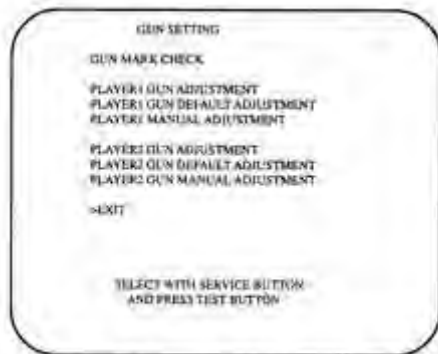 GUN SETTING
GUN MARK CHECK
PLAYER1 GUN ADJUSTMENT
PLAYER1 GUN DEFAULT ADJUSTMENT
PLAYER1 MANUAL ADJUSTMENT
PLAYER2 GUN ADJUSTMENT
PLAYER2 GUN DEFAULT ADJUSTMENT
PLAYER2 GUN MANUAL ADJUSTMENT
>EXIT
SELECT WITH SERVICE BUTTON
AND PRESS TEST BUTTON